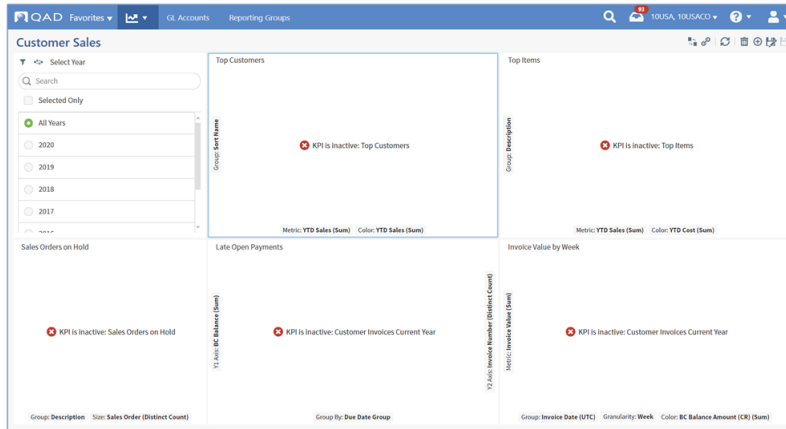 QAD Favorites
GL Accounts
Reporting Groups
93
10USA, 10USACO
?
Customer Sales
Select Year
Search
Selected Only
All Years
2020
2019
2018
2017
Top Customers
Group: Sort Name
KPI is inactive: Top Customers
Metric: YTD Sales (Sum) Color: YTD Sales (Sum)
Top Items
Group: Description
KPI is inactive: Top Items
Metric: YTD Sales (Sum) Color: YTD Cost (Sum)
Sales Orders on Hold
KPI is inactive: Sales Orders on Hold
Group: Description Size: Sales Order (Distinct Count)
Late Open Payments
Y1 Axis: BC Balance (Sum)
KPI is inactive: Customer Invoices Current Year
Y2 Axis: Invoice Number (Distinct Count)
Group By: Due Date Group
Invoice Value by Week
Metric: Invoice Value (Sum)
KPI is inactive: Customer Invoices Current Year
Group: Invoice Date (UTC) Granularity: Week Color: BC Balance Amount (CR) (Sum)